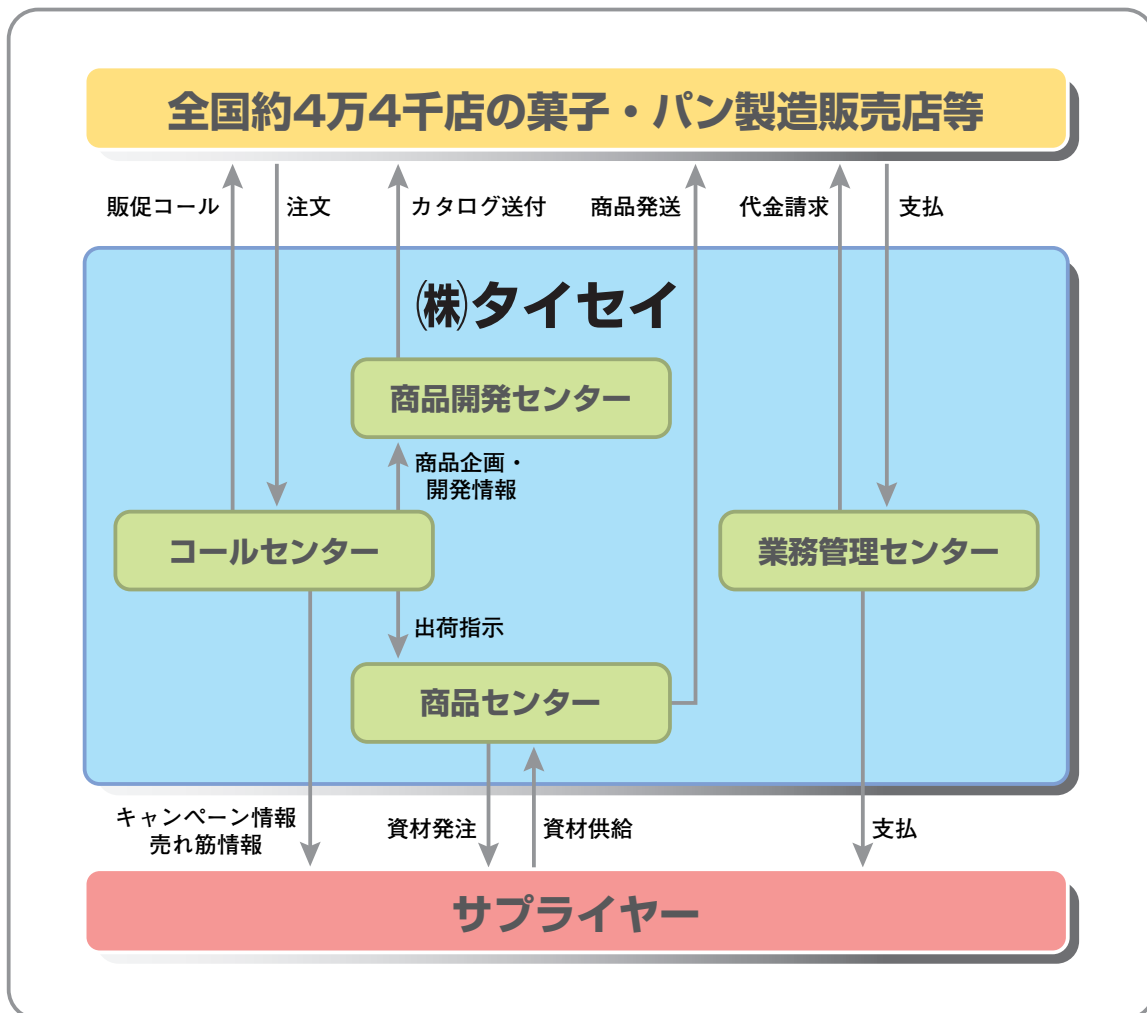 全国約4万4千店の菓子・パン製造販売店等
販促コール
注文
カタログ送付
商品発送
代金請求
支払
㈱タイセイ
商品開発センター
商品企画・
開発情報
コールセンター
業務管理センター
出荷指示
商品センター
キャンペーン情報
売れ筋情報
資材発注
資材供給
支払
サプライヤー